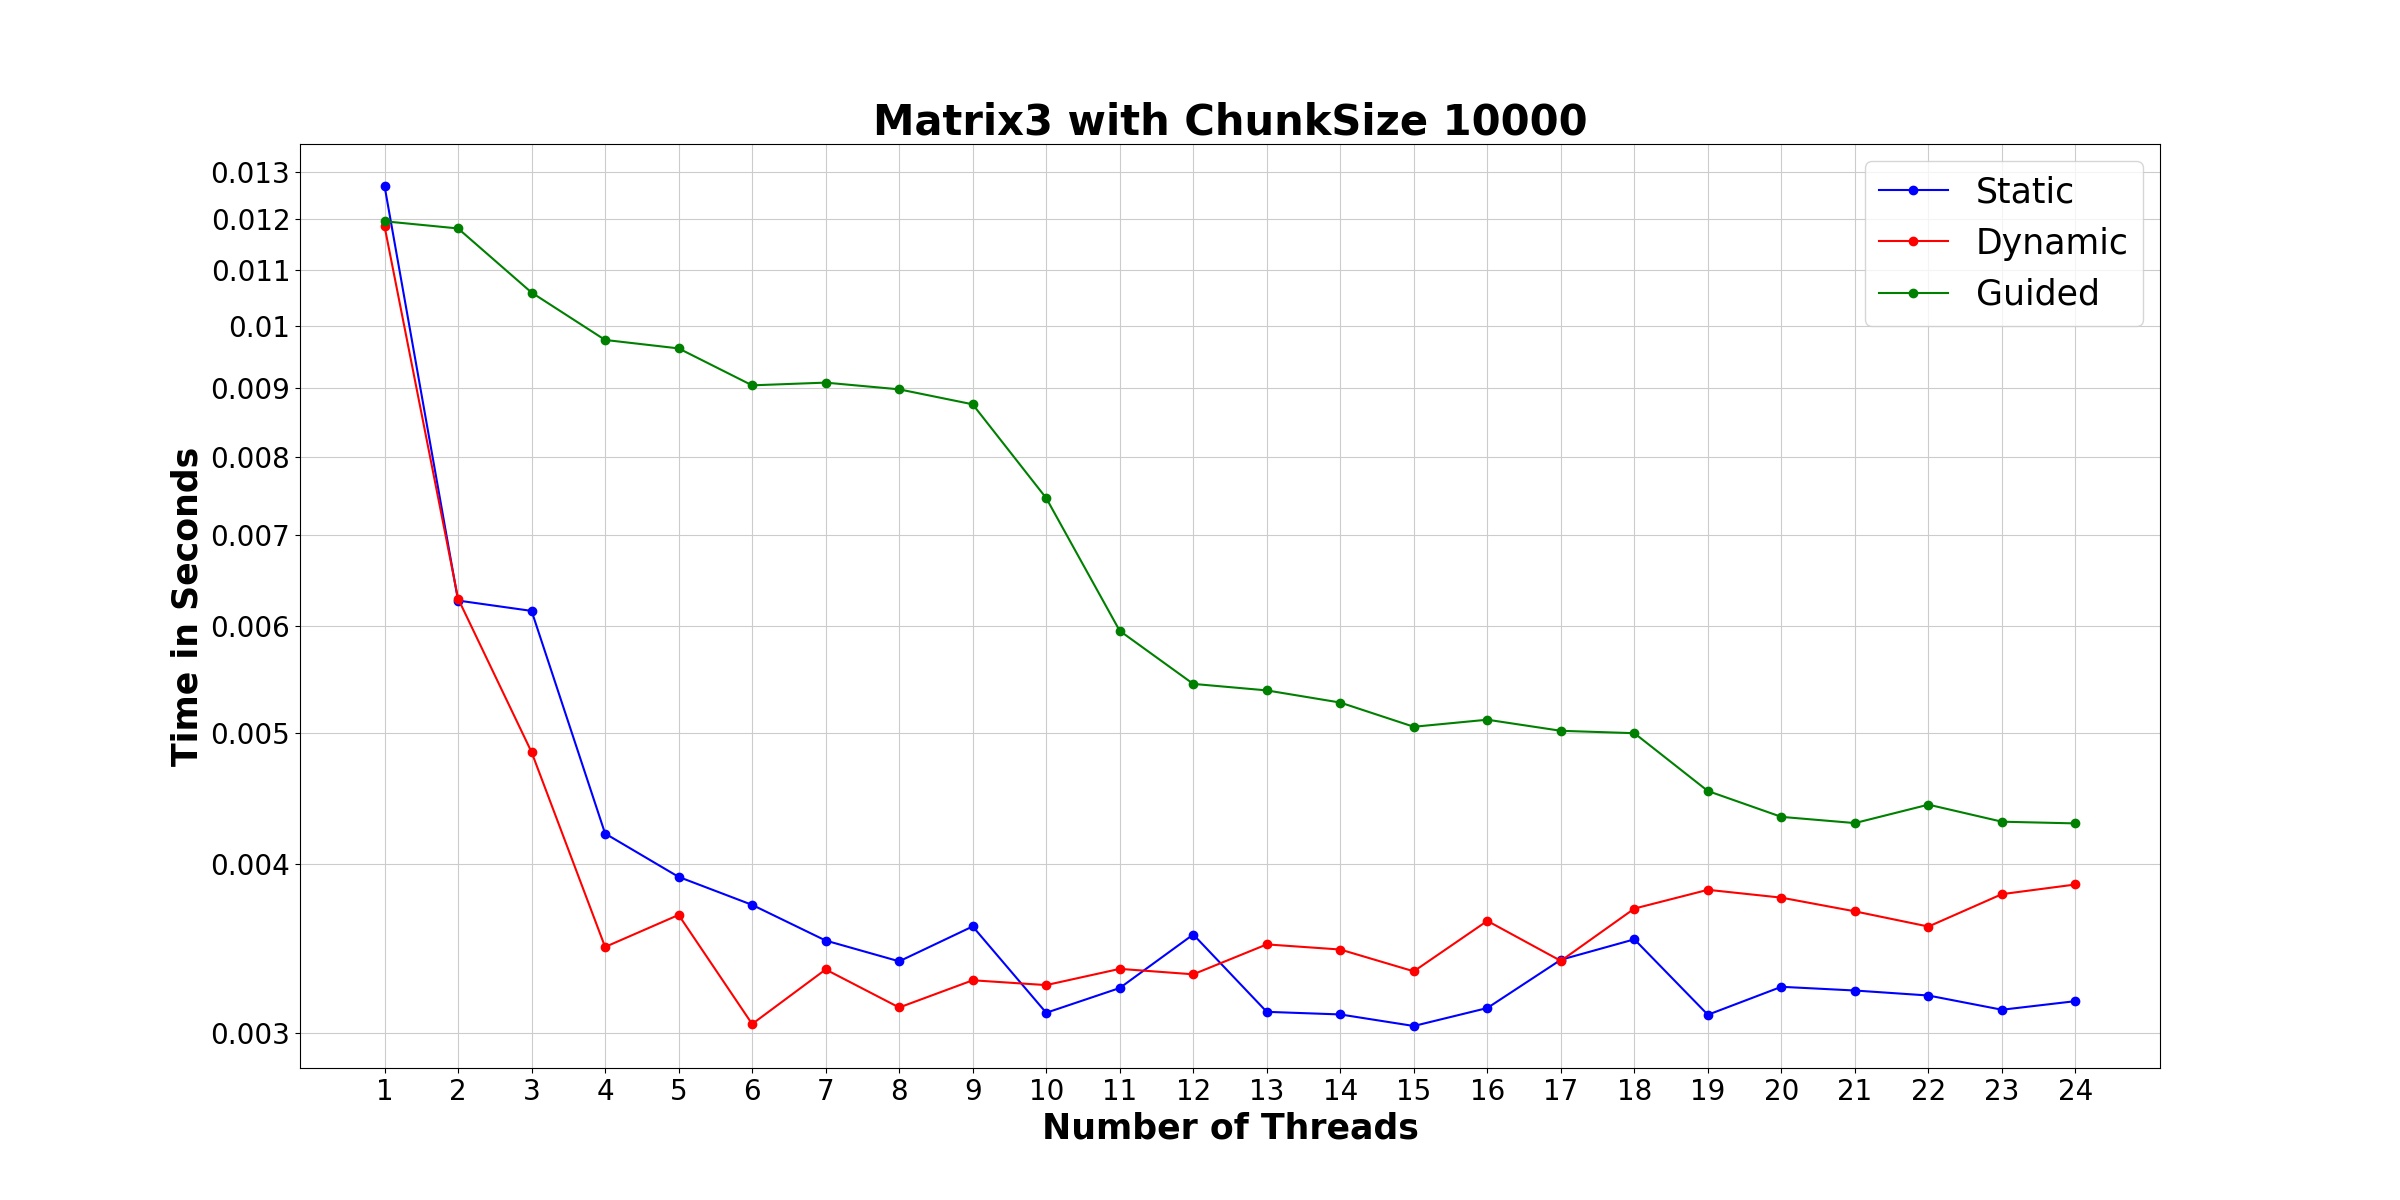 Matrix3 with ChunkSize 10000
0.013
0.012
0.011
0.01
0.009
0.008
0.007
0.006
0.005
0.004
0.003
Time in Seconds
Static
Dynamic
Guided
1 2 3 4 5 6 7 8 9 10 11 12 13 14 15 16 17 18 19 20 21 22 23 24
Number of Threads